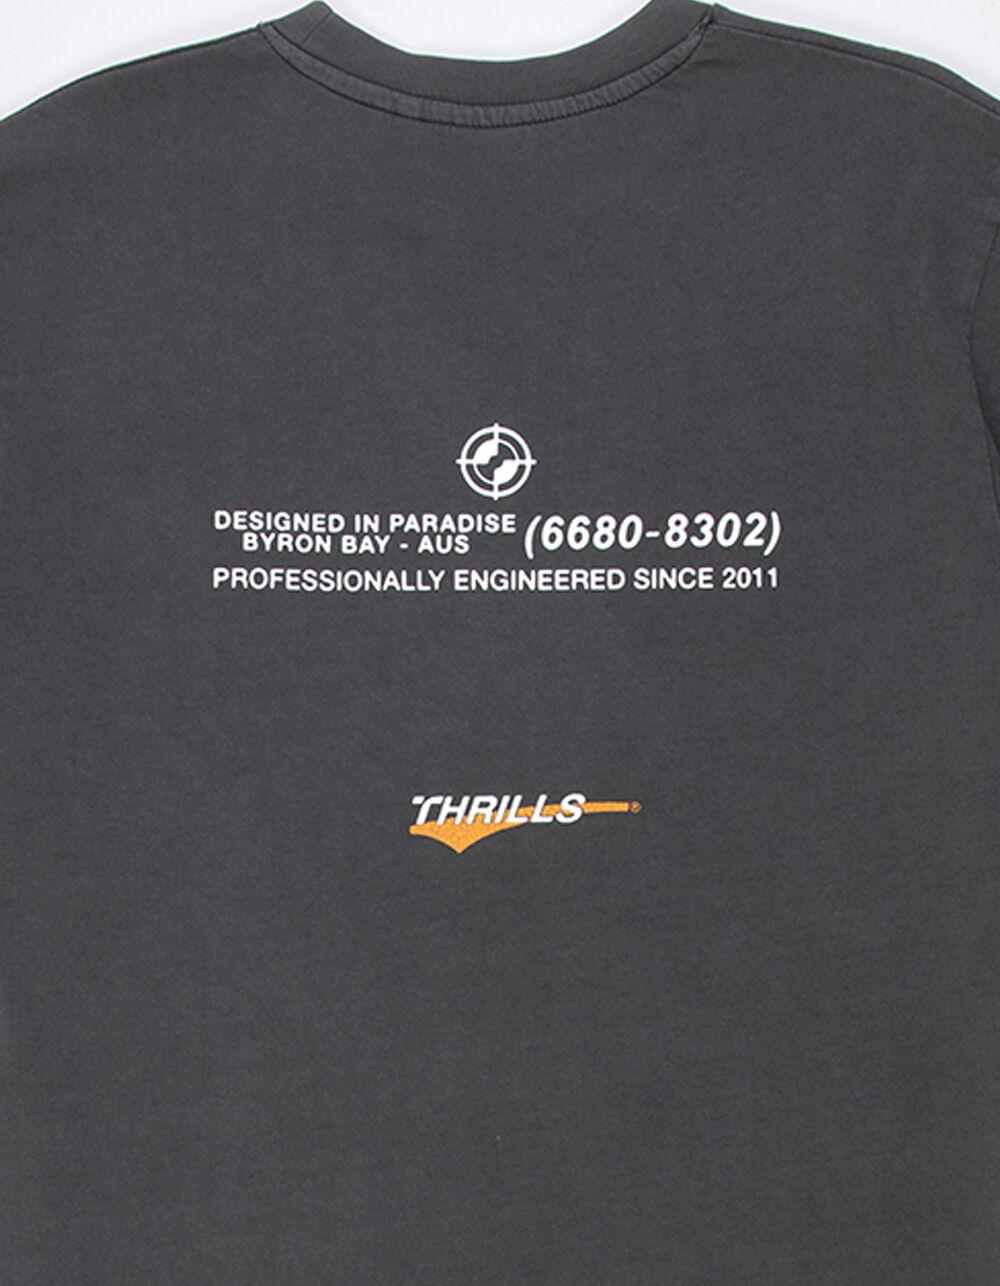 DESIGNED IN PARADISE
BYRON BAY - AUS
(6680-8302)
PROFESSIONALLY ENGINEERED SINCE 2011
THRILLS®